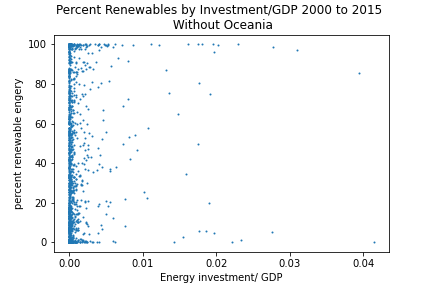 Percent Renewables by Investment/GDP 2000 to 2015
Without Oceania
percent renewable engery
100
80
60
40
20
0
0.00 0.01 0.02 0.03 0.04
Energy investment/ GDP